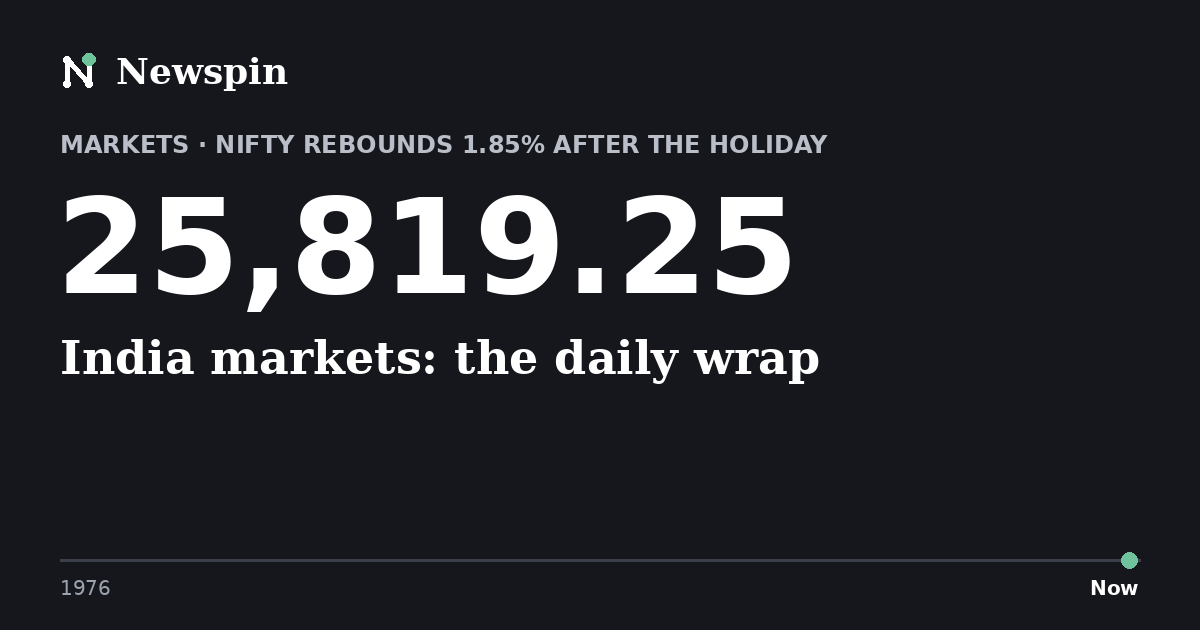 Newspin
MARKETS · NIFTY REBOUNDS 1.85% AFTER THE HOLIDAY
25,819.25
India markets: the daily wrap
1976
Now